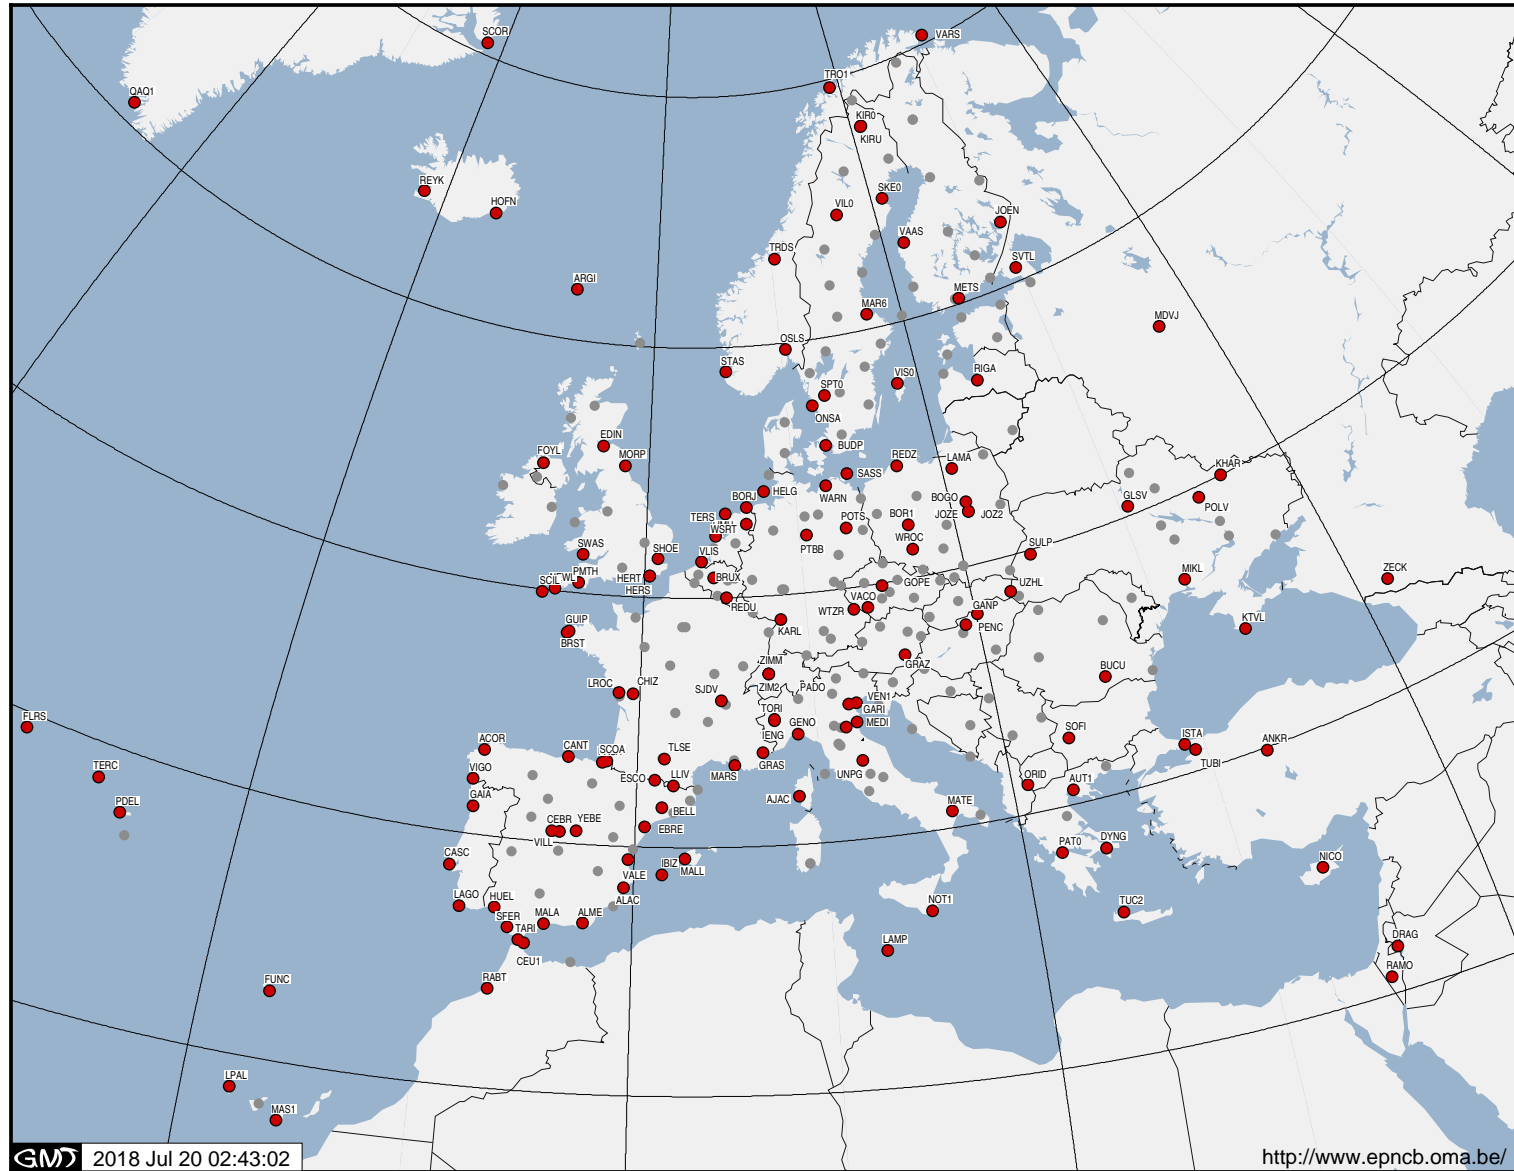 SCOR
VARS
QAQ1
TRO1
KIR0
KIRU
REYK
HOFN
SKE0
VIL0
JOEN
VAAS
TRDS
SVTL
ARGI
METS
MAR6
MDVJ
OSLS
STAS
RIGA
VIS0
SPT0
ONSA
EDIN
BUDP
FOYL
MORP
REDZ
LAMA
SASS
KHAR
HELG
WARN
BORJ
BOGO
GLSV
POLV
TERS
JOZE
JOZ2
WSRT
POTS
BOR1
PTBB
WROC
SWAS
SHOE
VLIS
SULP
SCIL
PMTH
HERT
HERS
BRUX
GOPE
UZHL
MIKL
ZECK
REDU
WTZR
VACO
GANP
GUIP
BRST
KARL
PENC
KTVL
GRAZ
ZIMM
ZIM2
BUCU
LROC
CHIZ
SJDV
PADO
VEN1
TORI
GARI
FLRS
IENG
GENO
MEDI
SOFI
ISTA
ACOR
CANT
SCOA
TLSE
TUBI
ANKR
TERC
VIGO
ESCO
LLIV
MARS
GRAS
UNPG
ORID
AUT1
PDEL
GAIA
AJAC
BELL
MATE
CEBR
YEBE
EBRE
VILL
PAT0
DYNG
CASC
IBIZ
MALL
NICO
VALE
ALAC
LAGO
HUEL
NOT1
TUC2
SFER
MALA
ALME
TARI
CEU1
LAMP
DRAG
FUNC
RABT
RAMO
LPAL
MAS1
GMT 2018 Jul 20 02:43:02
http://www.epncb.oma.be/